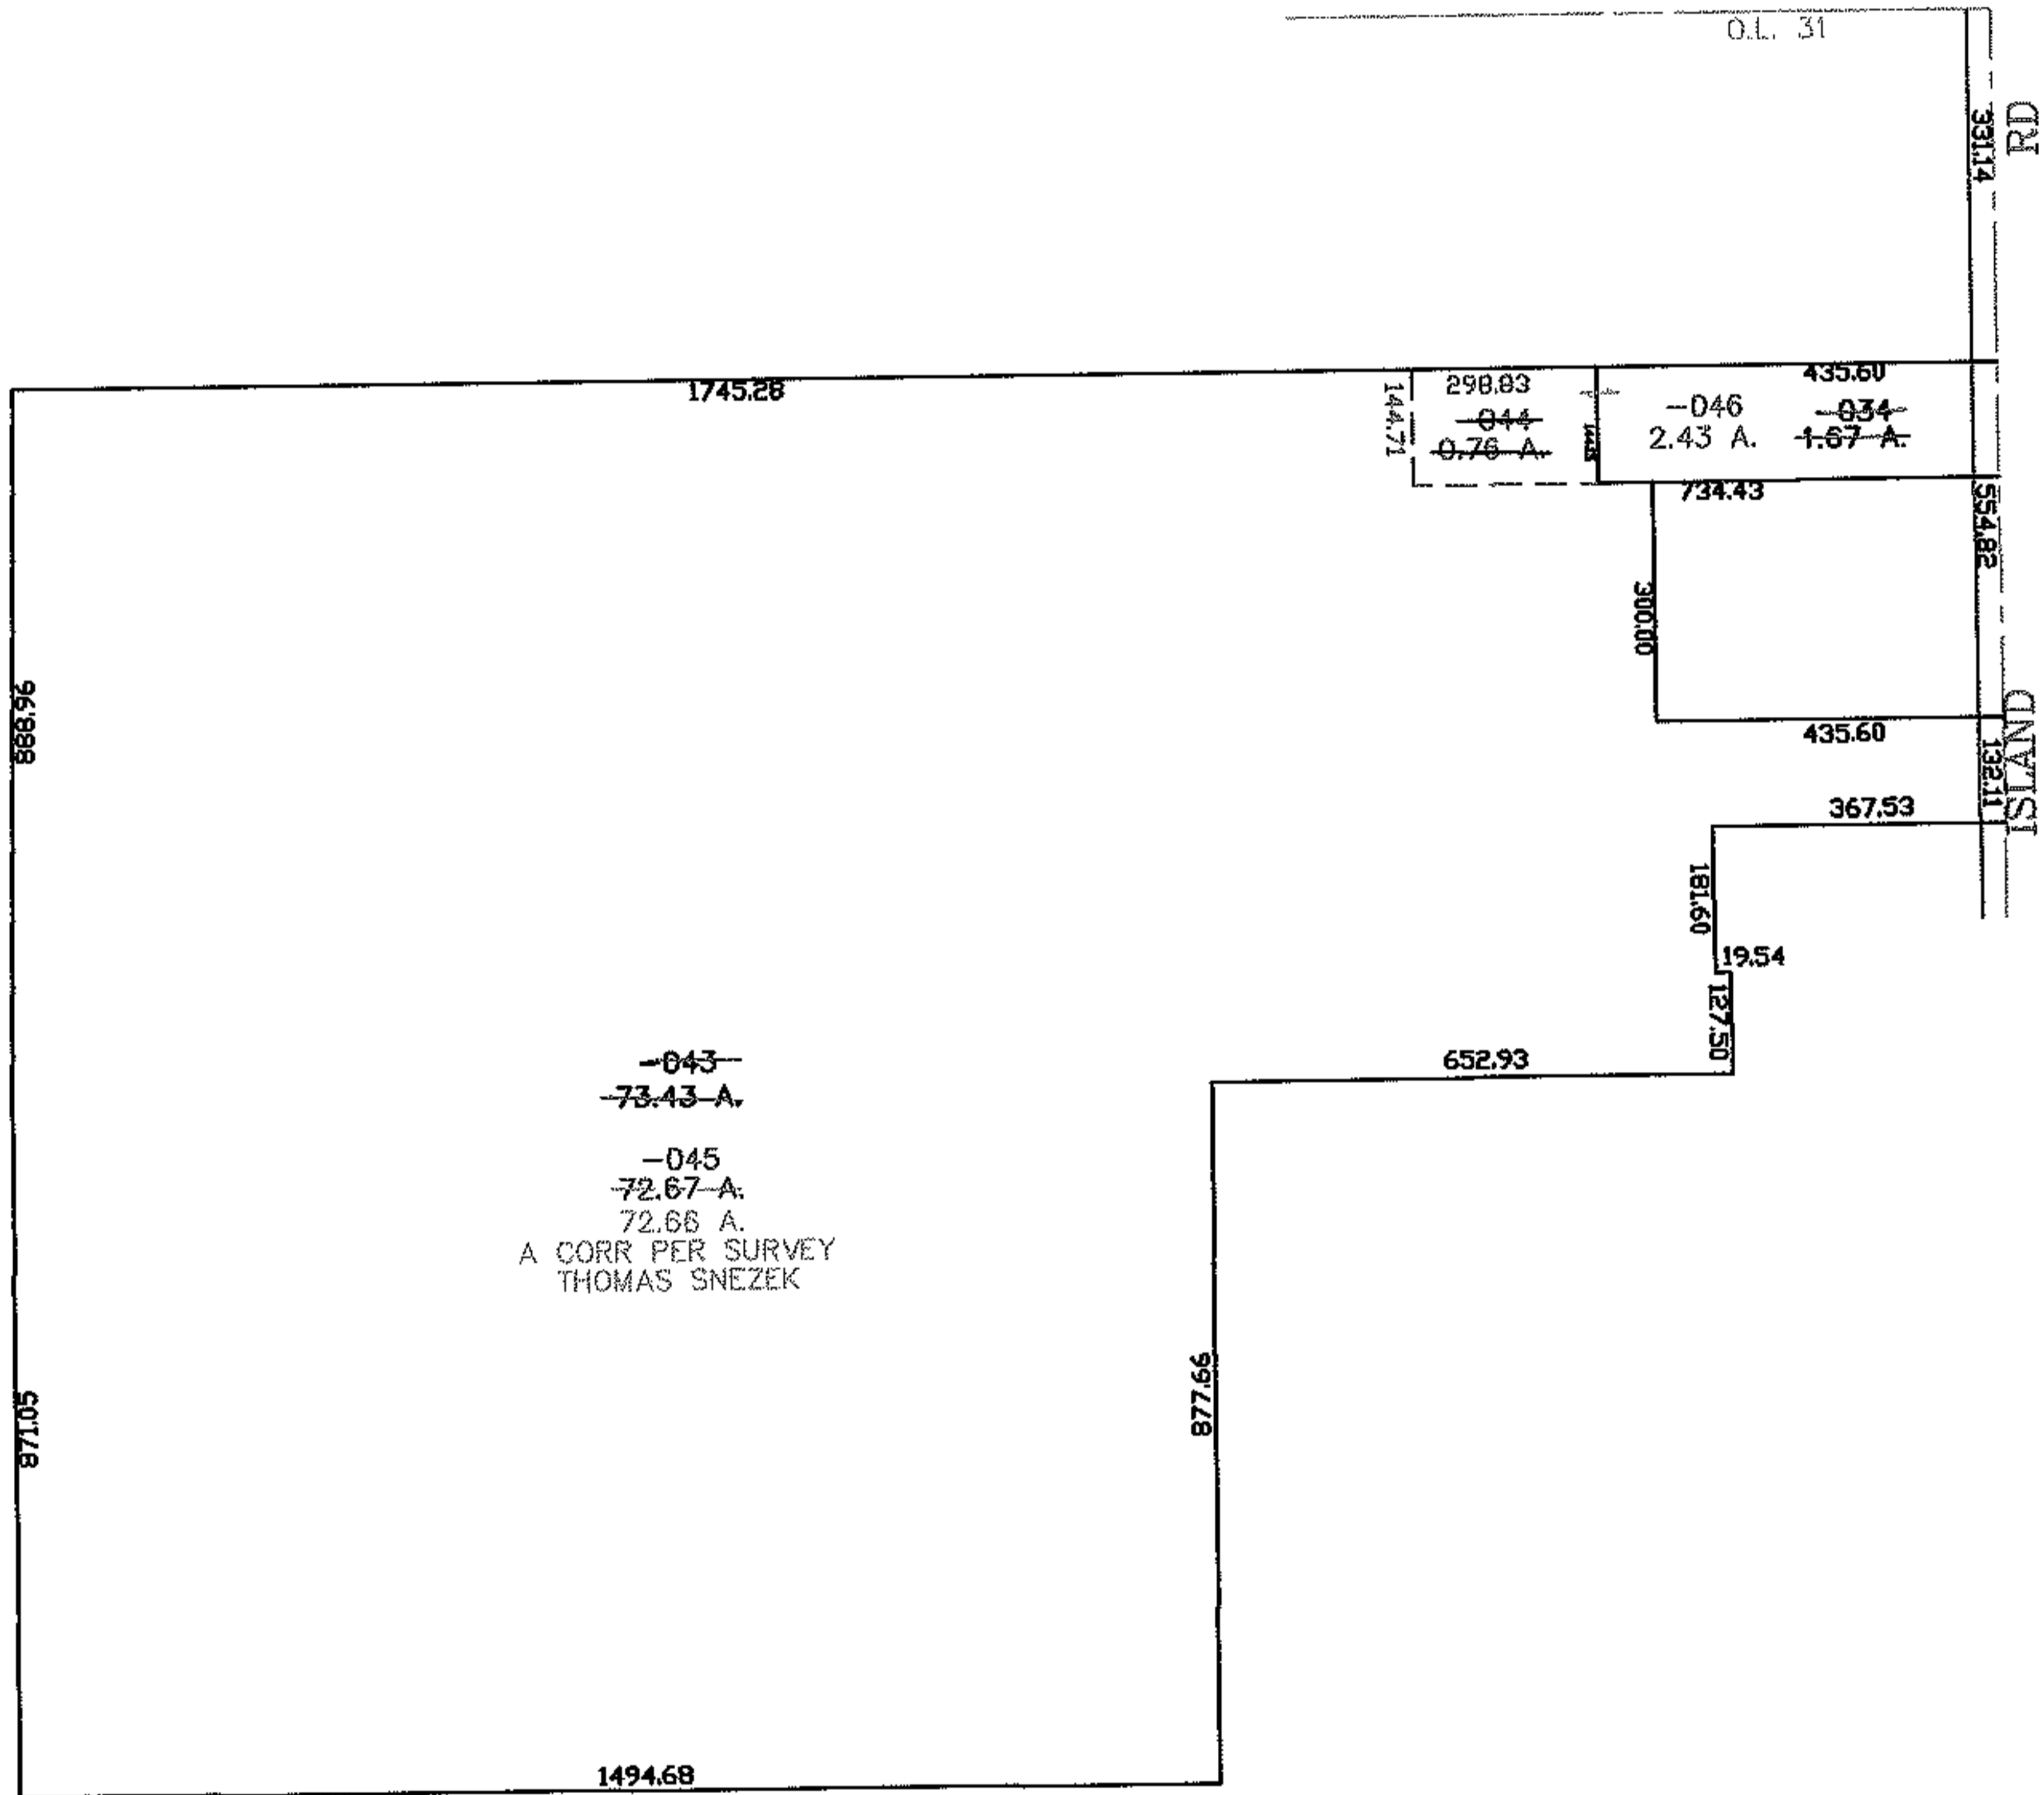 O.L. 31
RD
331.14
1745.28
298.83
435.60
144.71
-044
0.76 A.
-046
2.43 A.
-034
1.67 A.
734.43
554.82
300.00
888.96
435.60
132.11
ISLAND
367.53
181.60
19.54
127.50
652.93
-043
73.43 A.
-045
72.67 A.
72.66 A.
A CORR PER SURVEY
THOMAS SNEZEK
877.66
871.05
1494.68